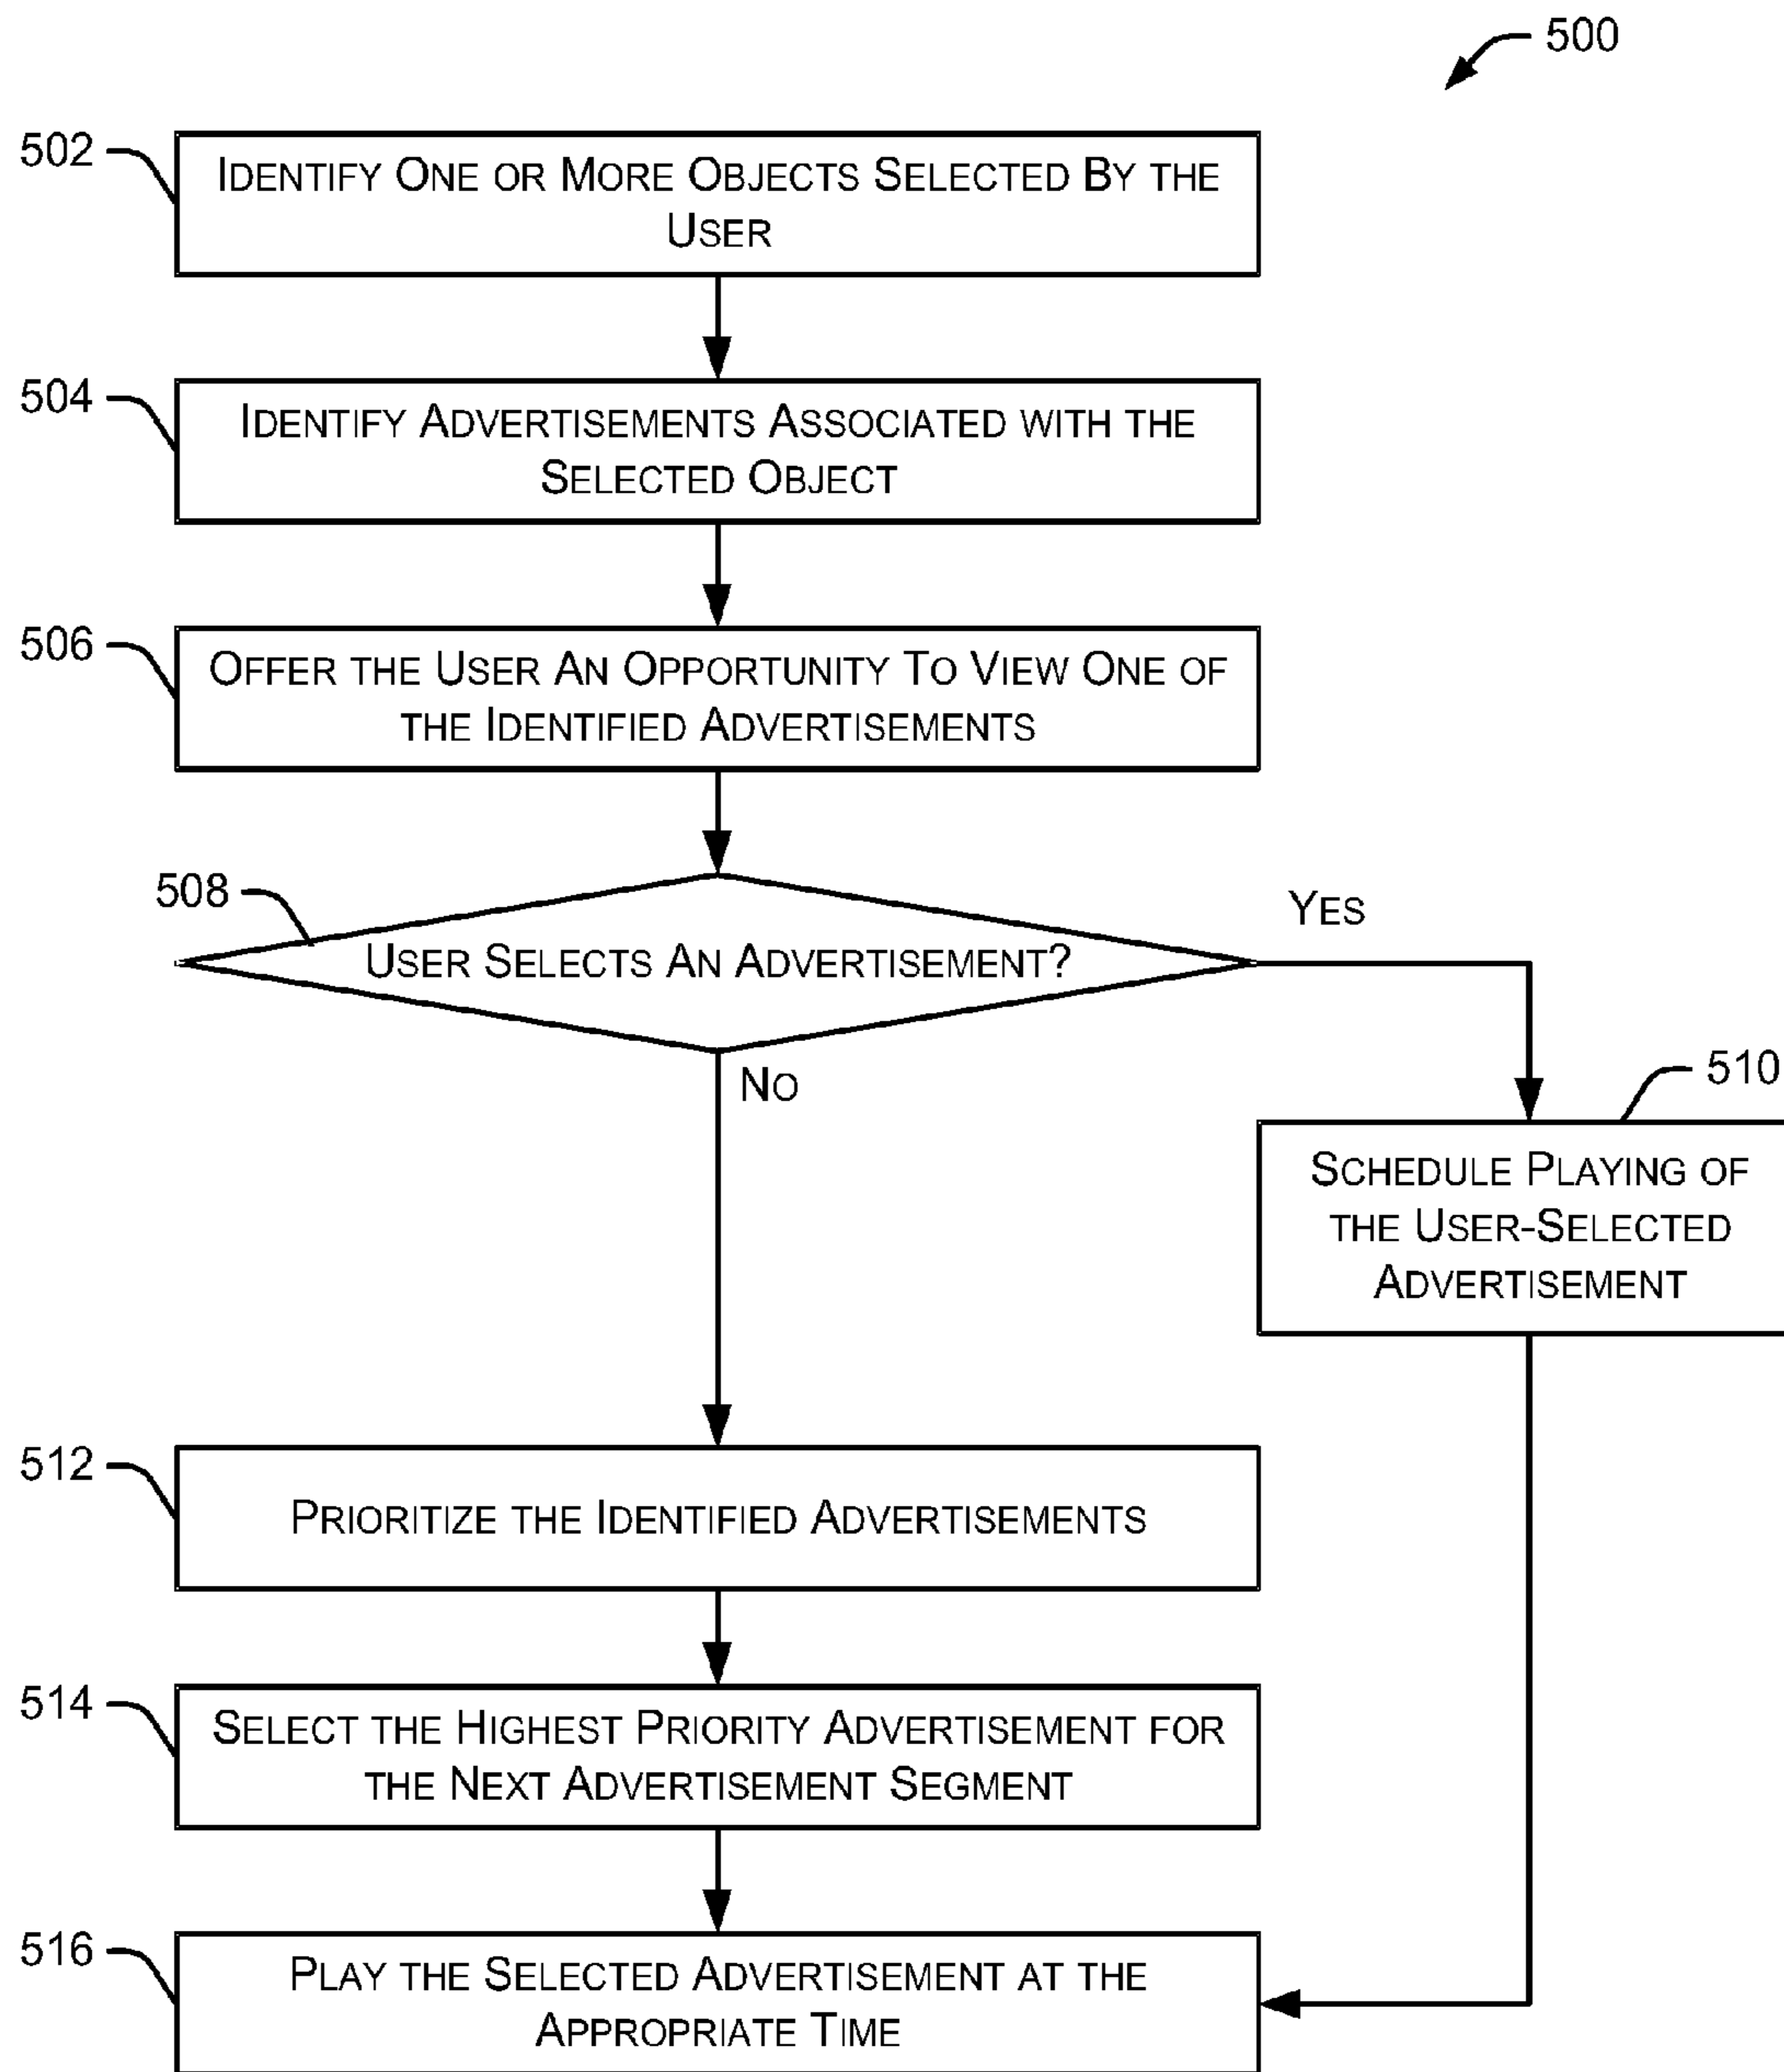 500
502
IDENTIFY ONE OR MORE OBJECTS SELECTED BY THE
USER
504
IDENTIFY ADVERTISEMENTS ASSOCIATED WITH THE
SELECTED OBJECT
506
OFFER THE USER AN OPPORTUNITY TO VIEW ONE OF
THE IDENTIFIED ADVERTISEMENTS
508
USER SELECTS AN ADVERTISEMENT?
YES
NO
510
SCHEDULE PLAYING OF
THE USER-SELECTED
ADVERTISEMENT
512
PRIORITIZE THE IDENTIFIED ADVERTISEMENTS
514
SELECT THE HIGHEST PRIORITY ADVERTISEMENT FOR
THE NEXT ADVERTISEMENT SEGMENT
516
PLAY THE SELECTED ADVERTISEMENT AT THE
APPROPRIATE TIME